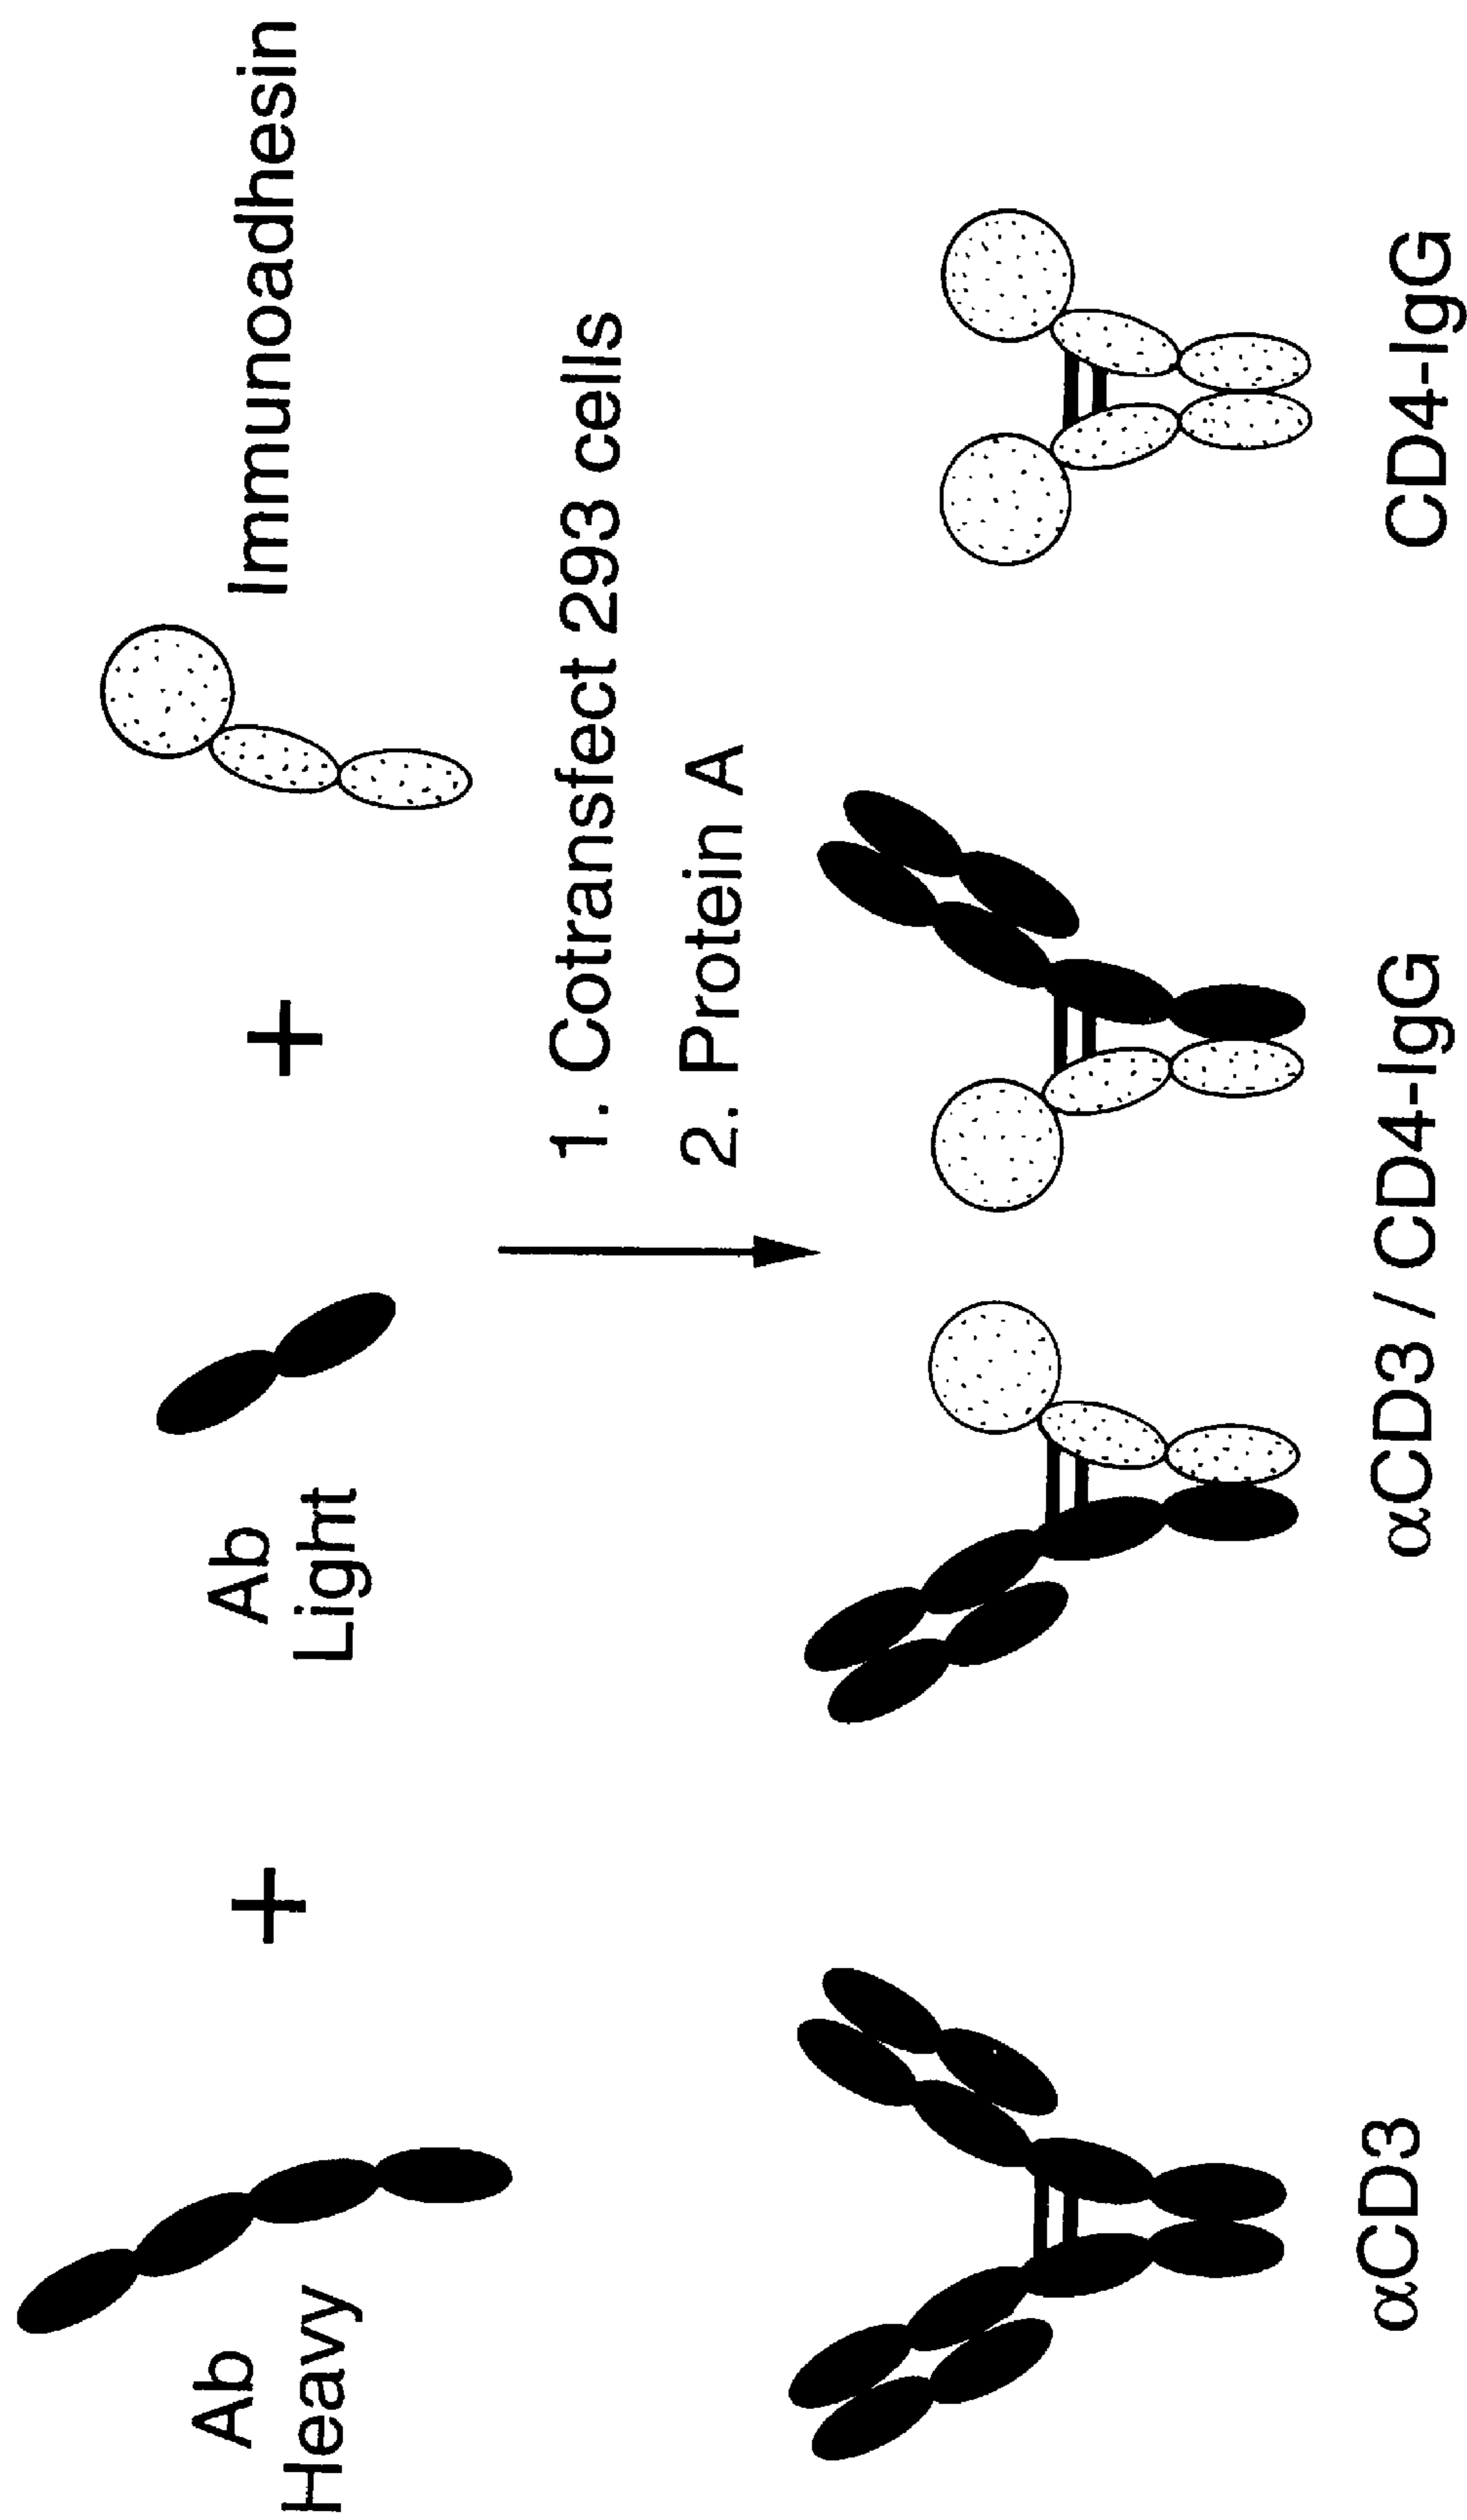 Ab
Heavy
+
Ab
Light
+
Immunoadhesin
1. Cotransfect 293 cells
2. Protein A
αCD3
αCD3 / CD4-IgG
CD4-IgG